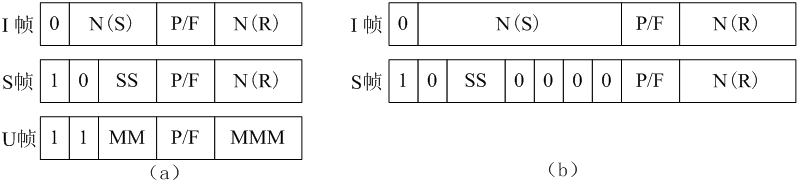 I 帧 0 N(S) P/F N(R)
S帧 1 0 SS P/F N(R)
U帧 1 1 MM P/F MMM
(a)
I 帧 0 N(S) P/F N(R)
S帧 1 0 SS 0 0 0 0 P/F N(R)
(b)